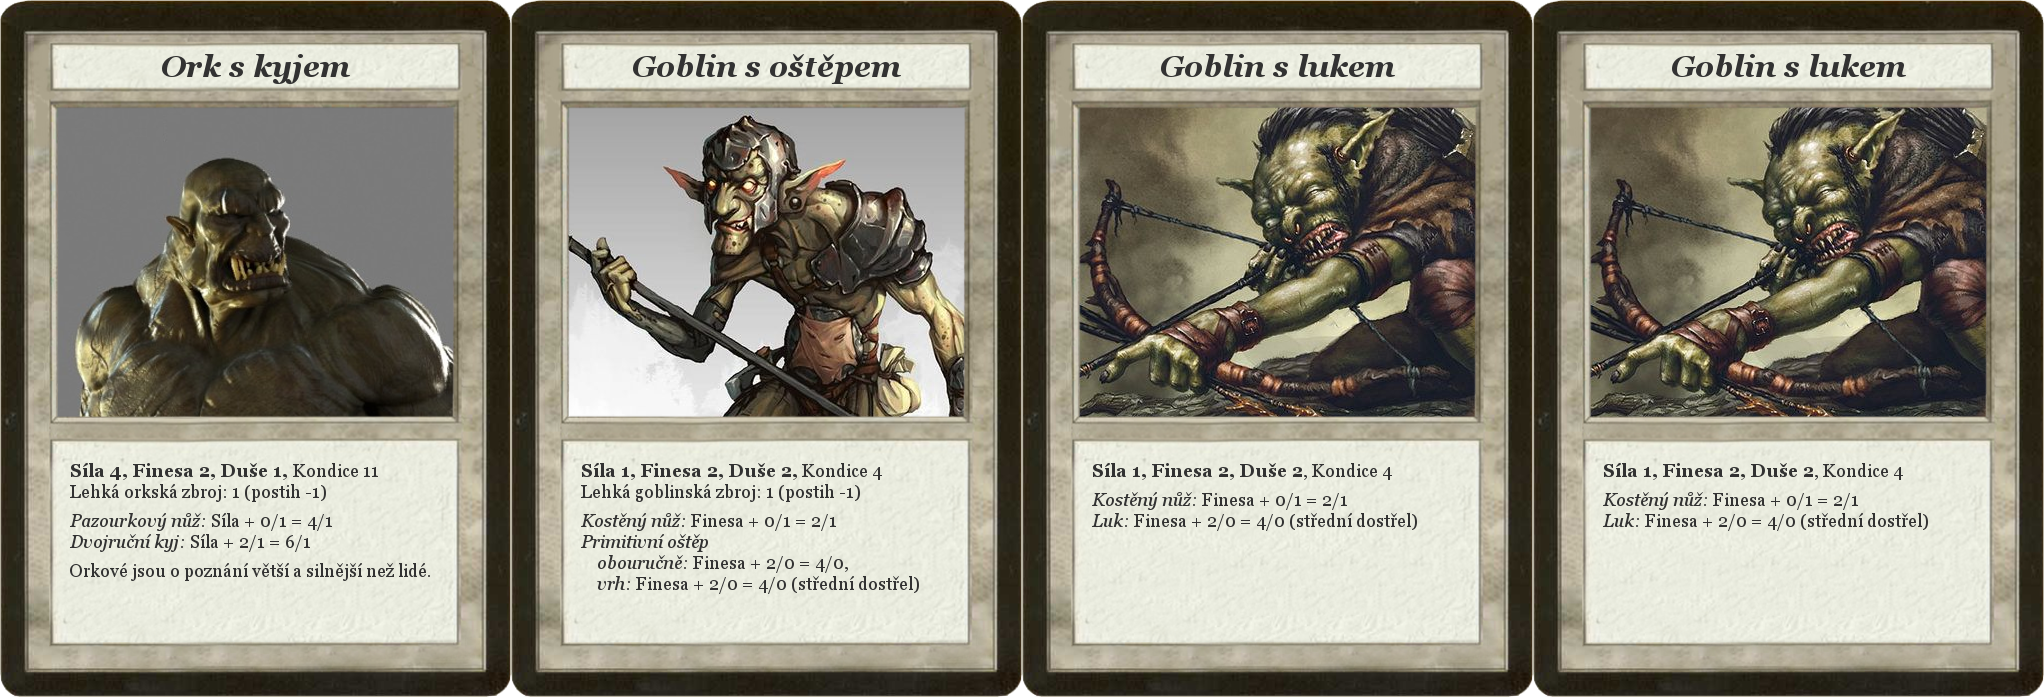 Ork s kyjem
Síla 4, Finesa 2, Duše 1, Kondice 11
Lehká orkská zbroj: 1 (postih -1)
Pazourkový nůž: Síla + 0/1 = 4/1
Dvojruční kyj: Síla + 2/1 = 6/1
Orkové jsou o poznání větší a silnější než lidé.
Goblin s oštěpem
Síla 1, Finesa 2, Duše 2, Kondice 4
Lehká goblinská zbroj: 1 (postih -1)
Kostěný nůž: Finesa + 0/1 = 2/1
Primitivní oštěp
obouručně: Finesa + 2/0 = 4/0,
vrh: Finesa + 2/0 = 4/0 (střední dostřel)
Goblin s lukem
Síla 1, Finesa 2, Duše 2, Kondice 4
Kostěný nůž: Finesa + 0/1 = 2/1
Luk: Finesa + 2/0 = 4/0 (střední dostřel)
Goblin s lukem
Síla 1, Finesa 2, Duše 2, Kondice 4
Kostěný nůž: Finesa + 0/1 = 2/1
Luk: Finesa + 2/0 = 4/0 (střední dostřel)